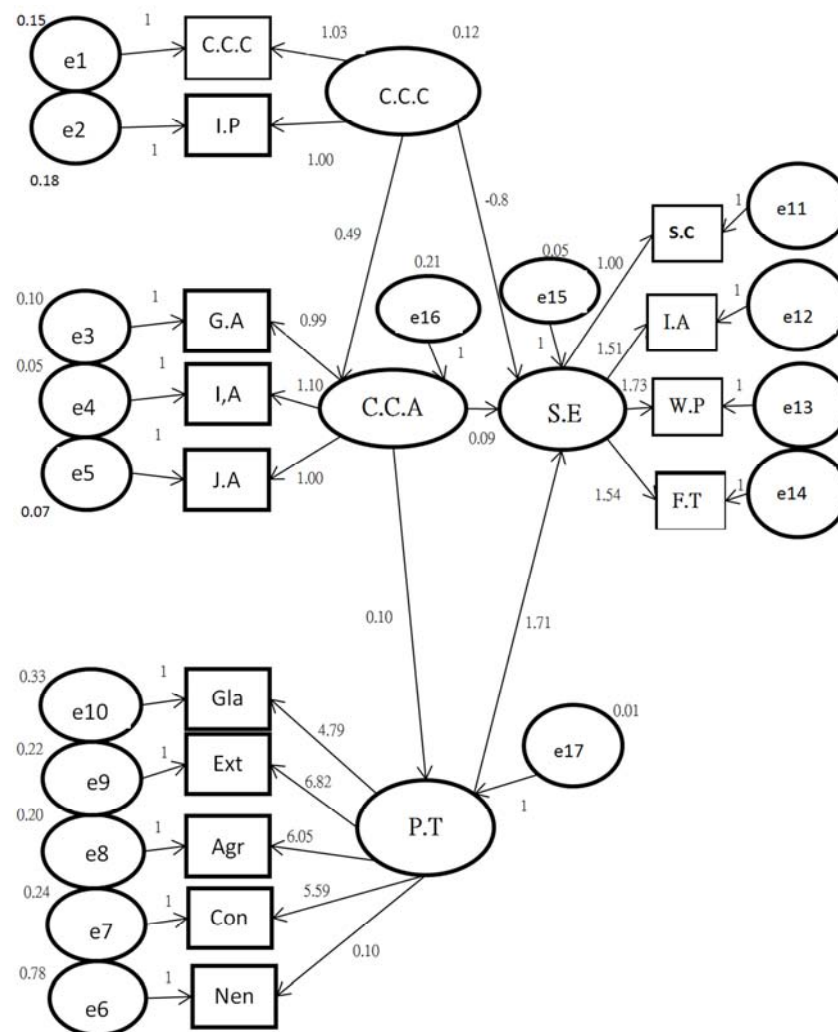 0.15
1
1.03
0.12
e1
C.C.C
C.C.C
e2
I.P
1
1.00
0.18
0.49
-0.8
1
e11
s.c
0.21
0.05
1.00
e15
e16
1
1
0.10
1
e3
G.A
0.99
1
e12
I.A
1.51
0.05
1
e4
I,A
1.10
C.C.A
0.09
S.E
1.73
W.P
1
e13
1
e5
J.A
1.00
0.07
1.54
F.T
1
e14
0.10
1.71
0.33
1
e10
Gla
4.79
0.01
e17
1
0.22
1
e9
Ext
6.82
P.T
0.20
1
e8
Agr
6.05
0.24
1
e7
Con
5.59
0.78
1
e6
Nen
0.10